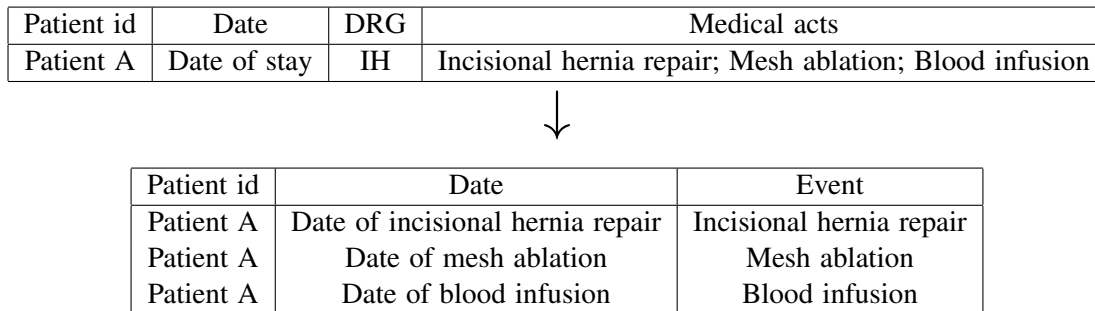 Patient id Date DRG Medical acts
Patient A Date of stay IH Incisional hernia repair; Mesh ablation; Blood infusion
Patient id Date Event
Patient A Date of incisional hernia repair Incisional hernia repair
Patient A Date of mesh ablation Mesh ablation
Patient A Date of blood infusion Blood infusion